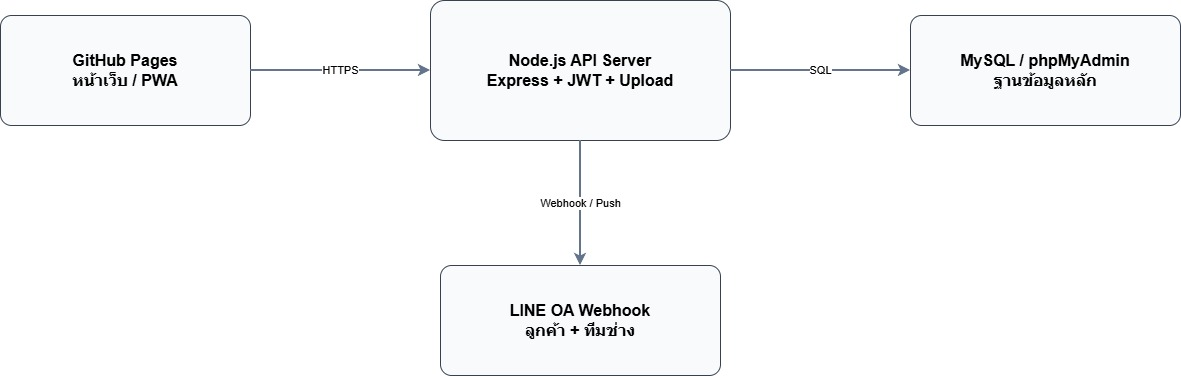 GitHub Pages
หน้าเว็บ / PWA
HTTPS
Node.js API Server
Express + JWT + Upload
SQL
MySQL / phpMyAdmin
ฐานข้อมูลหลัก
Webhook / Push
LINE OA Webhook
ลูกค้า + ทีมช่าง